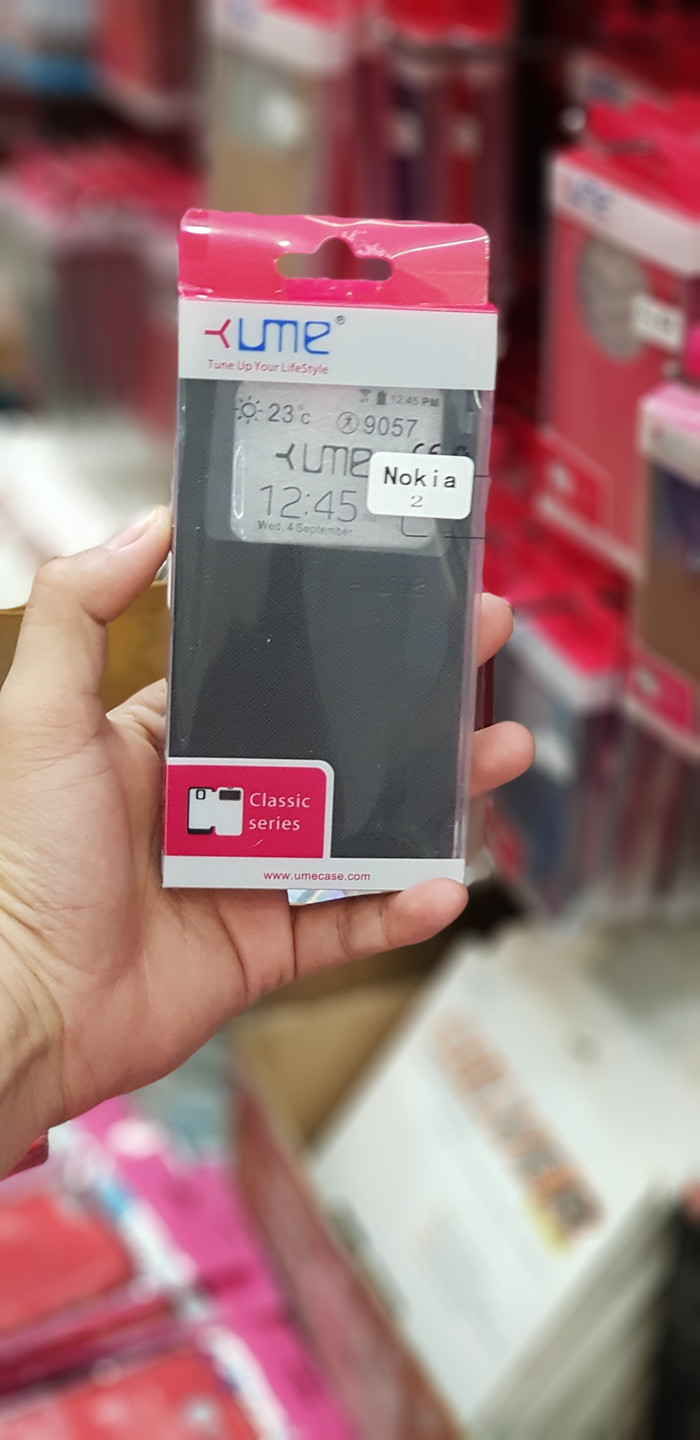 ume®
Tune Up Your LifeStyle
12:45 PM
23°c 9057
ume
Nokia
2
12:45
Wed, 4 September
Classic
series
www.umecase.com